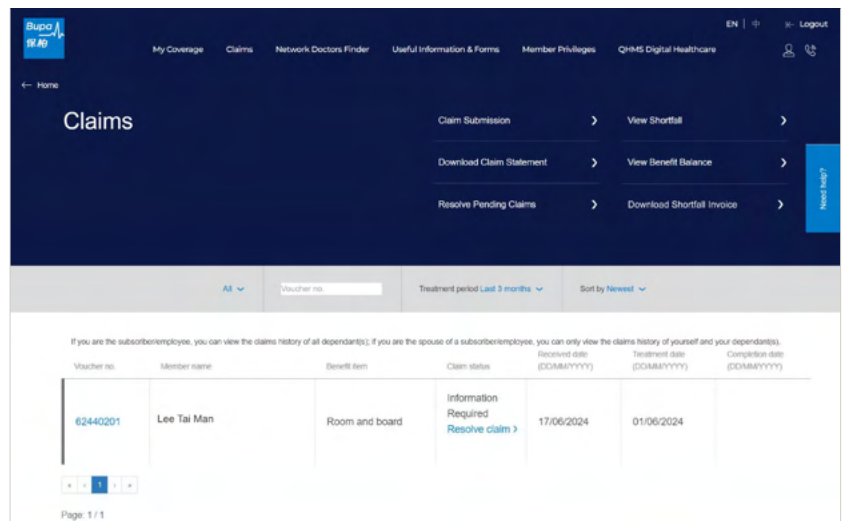 Bupa
保柏
EN | 中
Logout
My Coverage Claims Network Doctors Finder Useful Information & Forms Member Privileges QHMS Digital Healthcare
← Home
Claims
Claim Submission
View Shortfall
Download Claim Statement
View Benefit Balance
Resolve Pending Claims
Download Shortfall Invoice
Need help?
All
Voucher no.
Treatment period Last 3 months
Sort by Newest
If you are the subscriber/employee, you can view the claims history of all dependant(s); if you are the spouse of a subscriber/employee, you can only view the claims history of yourself and your dependant(s).
Voucher no. Member name Benefit item Claim status Received date (DD/MM/YYYY) Treatment date (DD/MM/YYYY) Completion date (DD/MM/YYYY)
62440201
Lee Tai Man
Room and board
Information
Required
Resolve claim >
17/06/2024
01/06/2024
« ‹ 1 › »
Page: 1 / 1